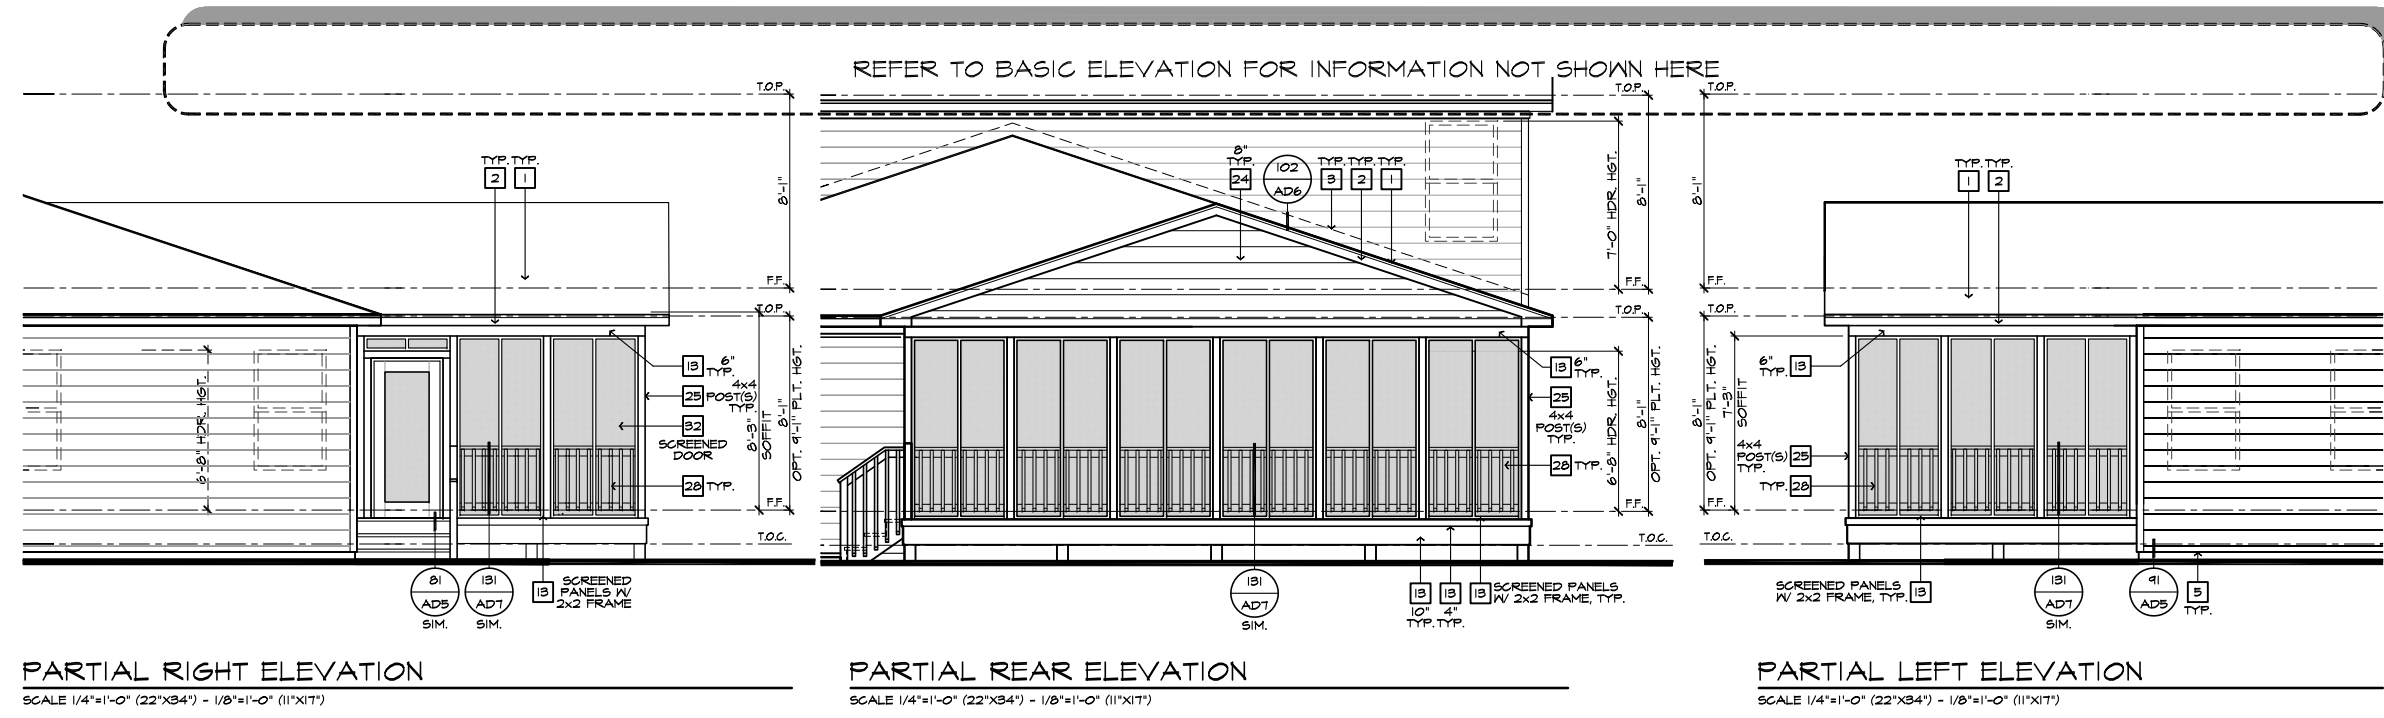 REFER TO BASIC ELEVATION FOR INFORMATION NOT SHOWN HERE
T.O.P.
TYP. TYP.
2 1
8'-1"
F.F.
T.O.P.
13 6" TYP.
25 4x4 POST(S) TYP.
32
SCREENED
DOOR
28 TYP.
6'-8" HDR. HGT.
8'-3"
SOFFIT
8'-1"
OPT. 9'-1" PLT. HGT.
F.F.
T.O.C.
81
AD5
SIM.
131
AD7
SIM.
13 SCREENED
PANELS W/
2x2 FRAME
PARTIAL RIGHT ELEVATION
SCALE 1/4"=1'-0" (22"X34") - 1/8"=1'-0" (11"X17")
T.O.P.
8"
TYP.
24
102
AD6
TYP. TYP. TYP.
3 2 1
7'-0" HDR. HGT.
8'-1"
F.F.
T.O.P.
13 6"
TYP.
25
4x4
POST(S)
TYP.
28 TYP.
6'-8" HDR. HGT.
8'-1"
OPT. 9'-1" PLT. HGT.
F.F.
T.O.C.
131
AD7
SIM.
13 13 13
10" 4"
TYP. TYP.
SCREENED PANELS
W/ 2x2 FRAME, TYP.
PARTIAL REAR ELEVATION
SCALE 1/4"=1'-0" (22"X34") - 1/8"=1'-0" (11"X17")
T.O.P.
TYP. TYP.
1 2
8'-1"
F.F.
T.O.P.
6"
TYP. 13
8'-1"
OPT. 9'-1" PLT. HGT.
7'-3"
SOFFIT
4x4
POST(S) 25
TYP.
TYP. 28
F.F.
T.O.C.
SCREENED PANELS
W/ 2x2 FRAME, TYP. 13
131
AD7
SIM.
91
AD5
5
TYP.
PARTIAL LEFT ELEVATION
SCALE 1/4"=1'-0" (22"X34") - 1/8"=1'-0" (11"X17")